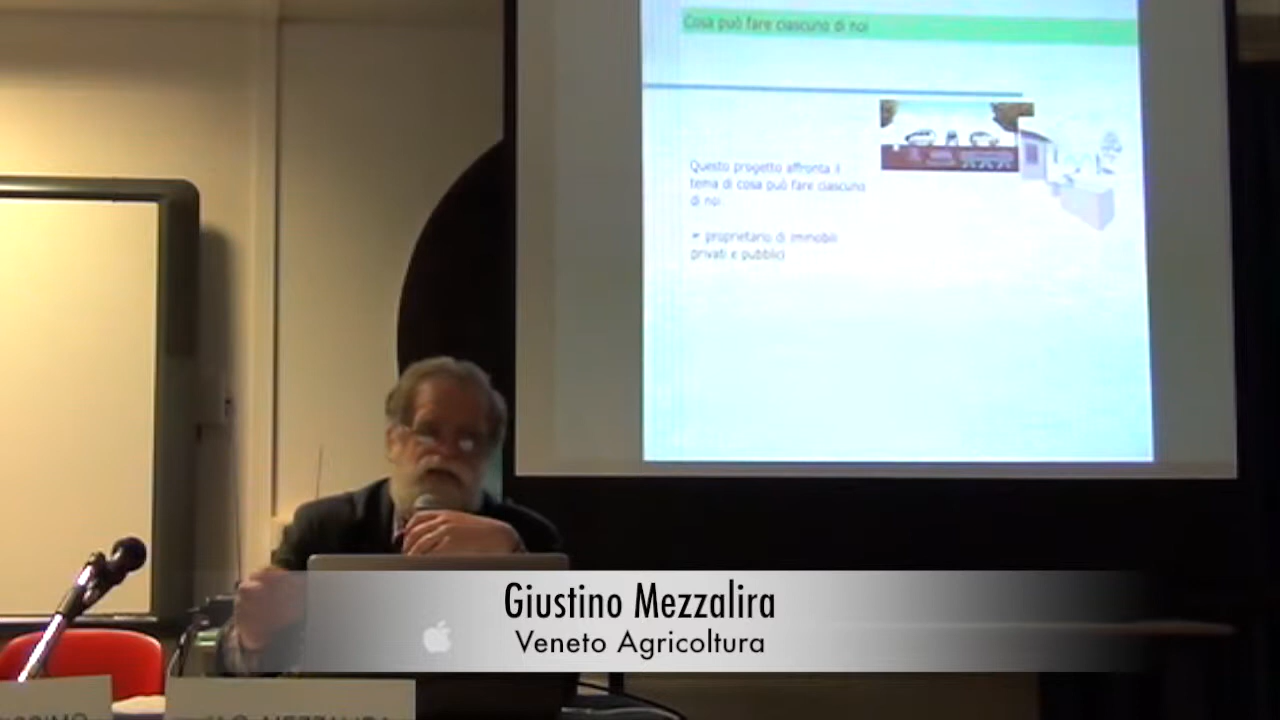 Cosa può fare ciascuno di noi
Questo progetto affronta il
tema di cosa può fare ciascuno
di noi
proprietario di immobili
privati e pubblici
Giustino Mezzalira
Veneto Agricoltura
MEZZALIRA